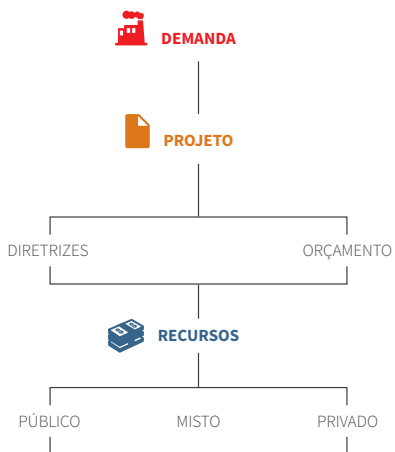 DEMANDA
PROJETO
DIRETRIZES ORÇAMENTO
RECURSOS
PÚBLICO MISTO PRIVADO